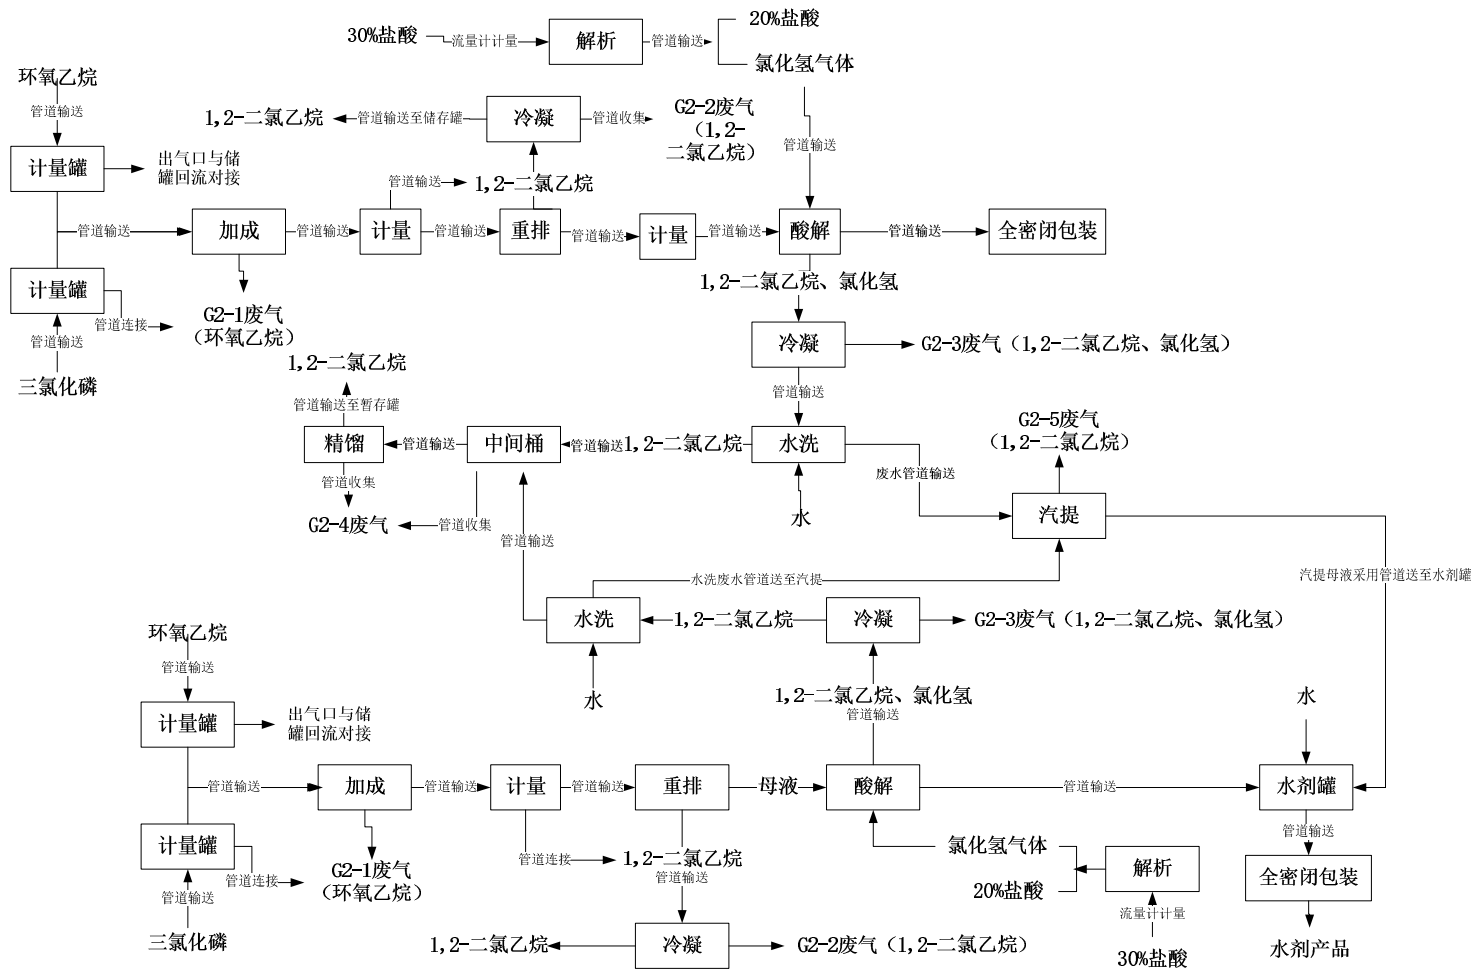 30%盐酸
流量计计量
解析
管道输送
20%盐酸
氯化氢气体
环氧乙烷
管道输送
1,2-二氯乙烷
管道输送至储存罐
冷凝
管道收集
G2-2废气
（1,2-
二氯乙烷）
管道输送
计量罐
出气口与储
罐回流对接
管道输送
1,2-二氯乙烷
管道输送
加成
管道输送
计量
管道输送
重排
管道输送
计量
管道输送
酸解
管道输送
全密闭包装
1,2-二氯乙烷、氯化氢
计量罐
管道连接
G2-1废气
（环氧乙烷）
管道输送
三氯化磷
冷凝
G2-3废气（1,2-二氯乙烷、氯化氢）
1,2-二氯乙烷
管道输送至暂存罐
管道输送
精馏
管道输送
中间桶
管道输送
1,2-二氯乙烷
水洗
G2-5废气
（1,2-二氯乙烷）
废水管道输送
管道收集
G2-4废气
管道收集
管道输送
水
汽提
水洗废水管道送至汽提
汽提母液采用管道送至水剂罐
水洗
1,2-二氯乙烷
冷凝
G2-3废气（1,2-二氯乙烷、氯化氢）
环氧乙烷
管道输送
水
1,2-二氯乙烷、氯化氢
管道输送
水
计量罐
出气口与储
罐回流对接
管道输送
加成
管道输送
计量
管道输送
重排
母液
酸解
管道输送
水剂罐
管道输送
计量罐
管道连接
G2-1废气
（环氧乙烷）
管道输送
三氯化磷
管道连接
1,2-二氯乙烷
管道输送
氯化氢气体
20%盐酸
解析
流量计计量
30%盐酸
全密闭包装
水剂产品
1,2-二氯乙烷
冷凝
G2-2废气（1,2-二氯乙烷）